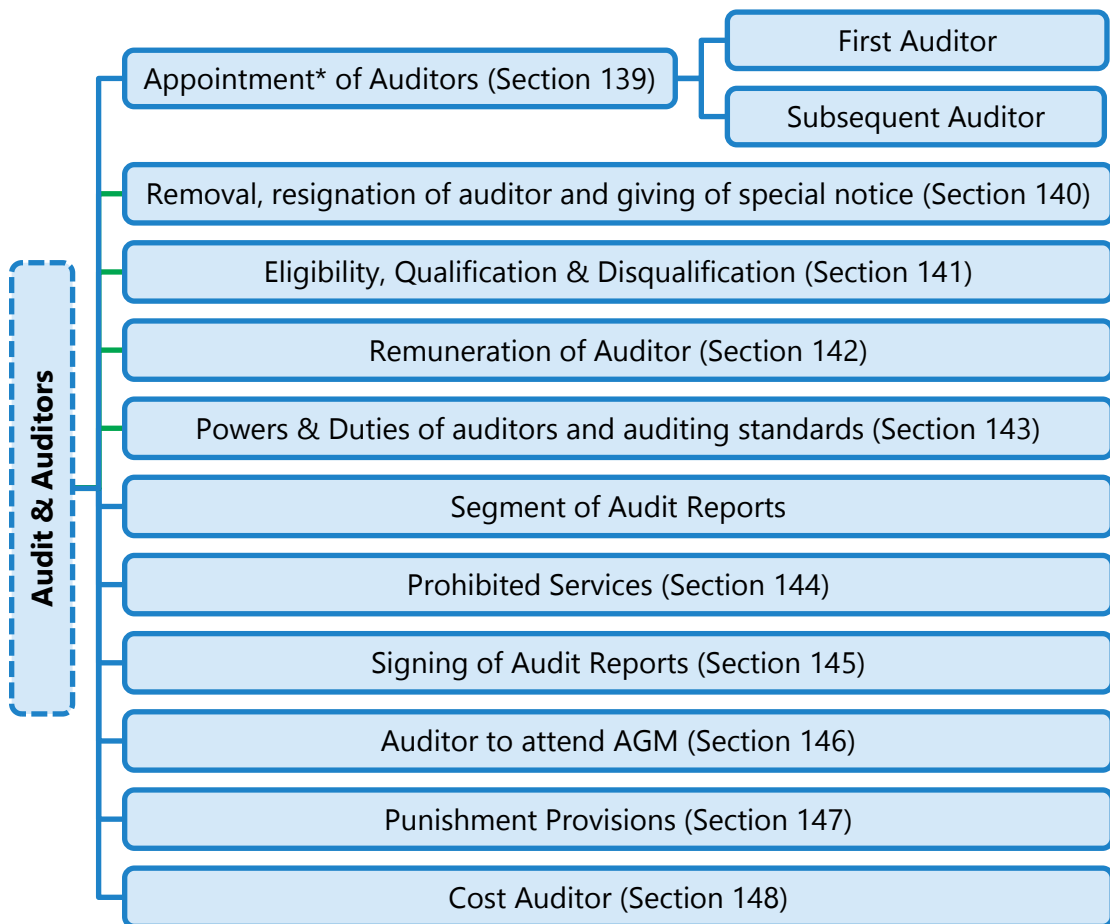 Audit & Auditors
Appointment* of Auditors (Section 139)
First Auditor
Subsequent Auditor
Removal, resignation of auditor and giving of special notice (Section 140)
Eligibility, Qualification & Disqualification (Section 141)
Remuneration of Auditor (Section 142)
Powers & Duties of auditors and auditing standards (Section 143)
Segment of Audit Reports
Prohibited Services (Section 144)
Signing of Audit Reports (Section 145)
Auditor to attend AGM (Section 146)
Punishment Provisions (Section 147)
Cost Auditor (Section 148)